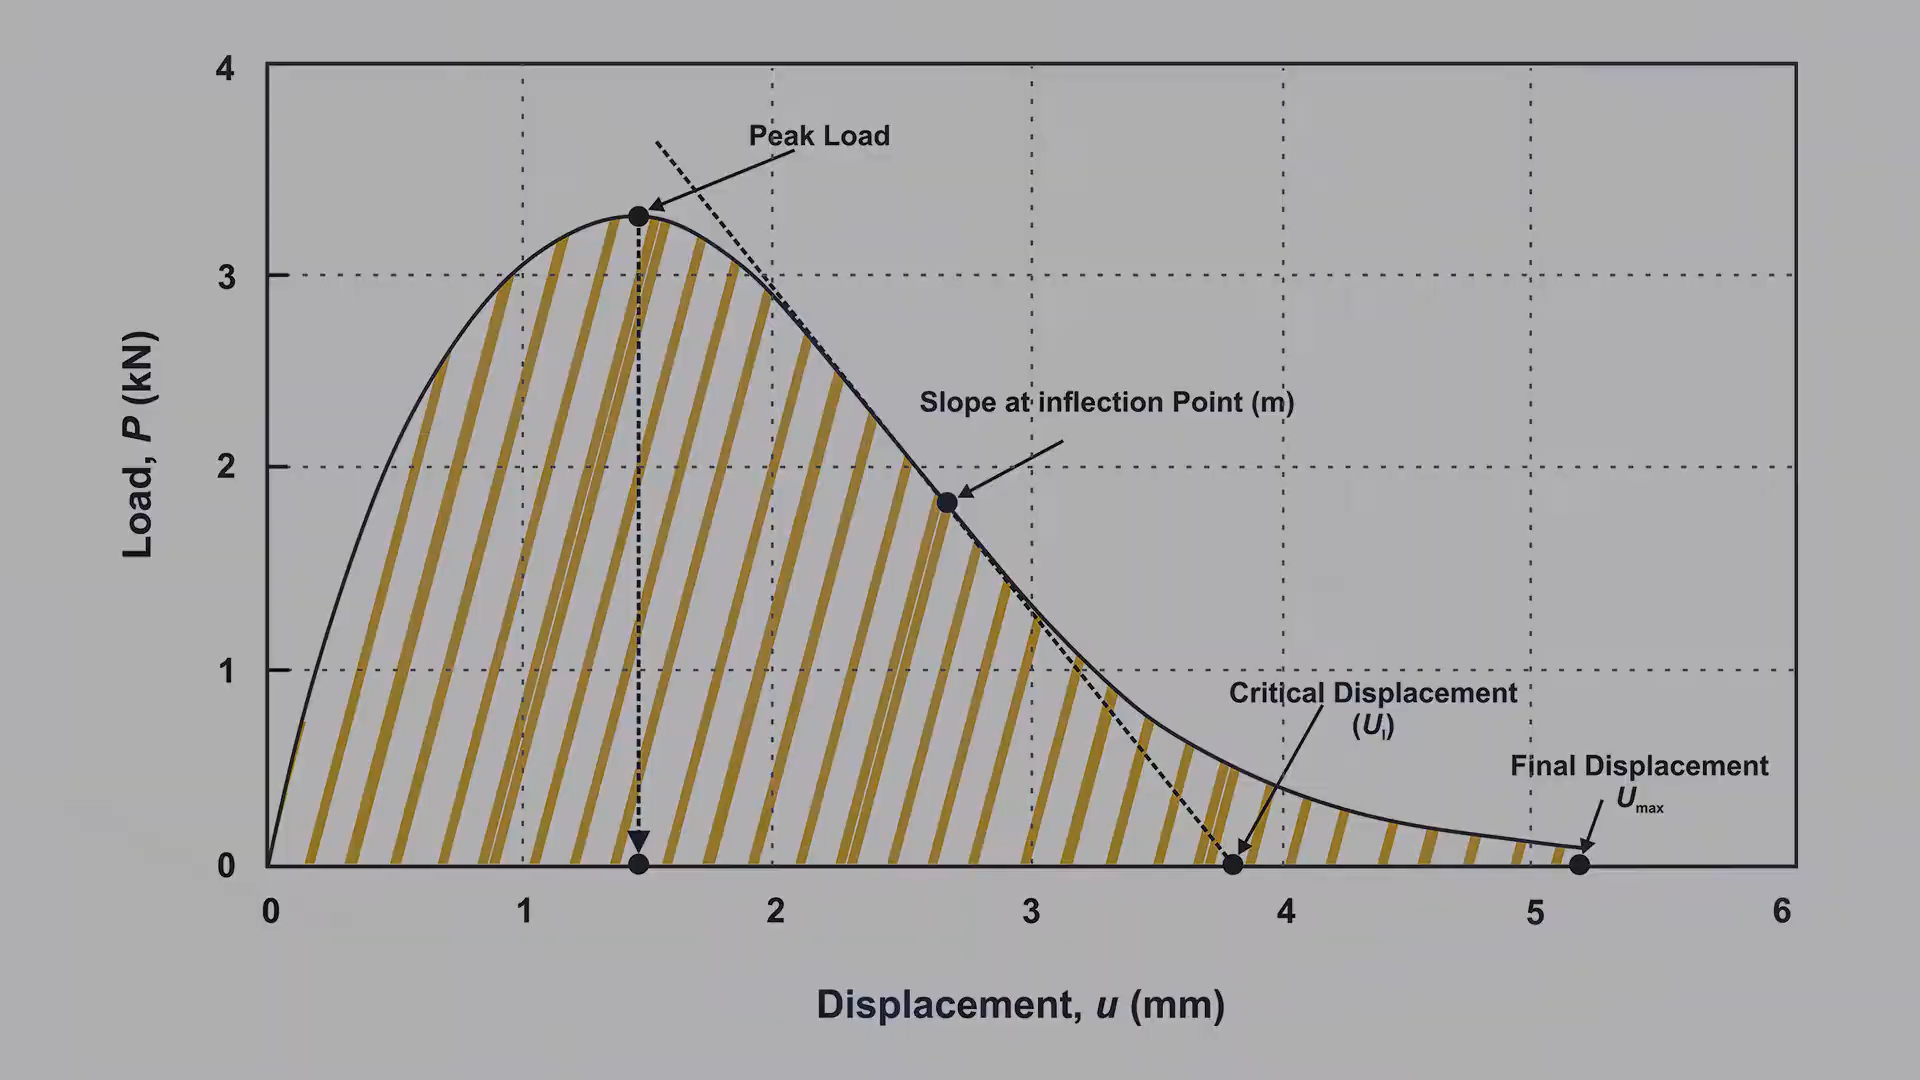 4
Peak Load
3
Load, P (kN)
Slope at inflection Point (m)
2
1
Critical Displacement
(Ul)
Final Displacement
Umax
0
0 1 2 3 4 5 6
Displacement, u (mm)